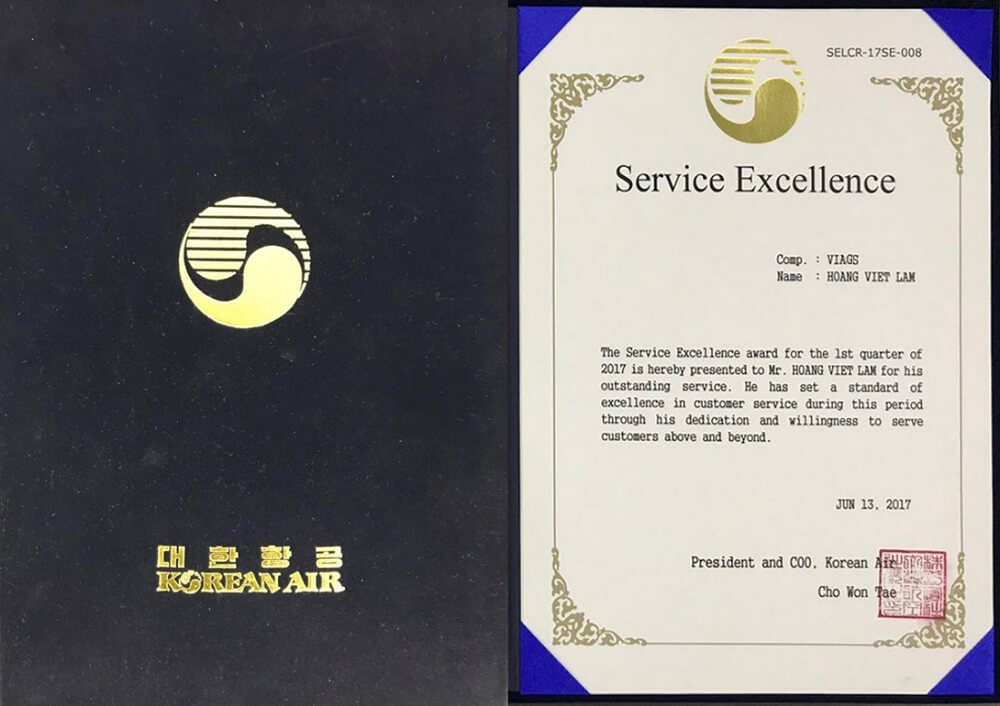 대한항공
KOREAN AIR
SELCR-17SE-008
Service Excellence
Comp. : VIAGS
Name : HOANG VIET LAM
The Service Excellence award for the 1st quarter of
2017 is hereby presented to Mr. HOANG VIET LAM for his
outstanding service. He has set a standard of
excellence in customer service during this period
through his dedication and willingness to serve
customers above and beyond.
JUN 13. 2017
President and COO. Korean Air
Cho Won Tae